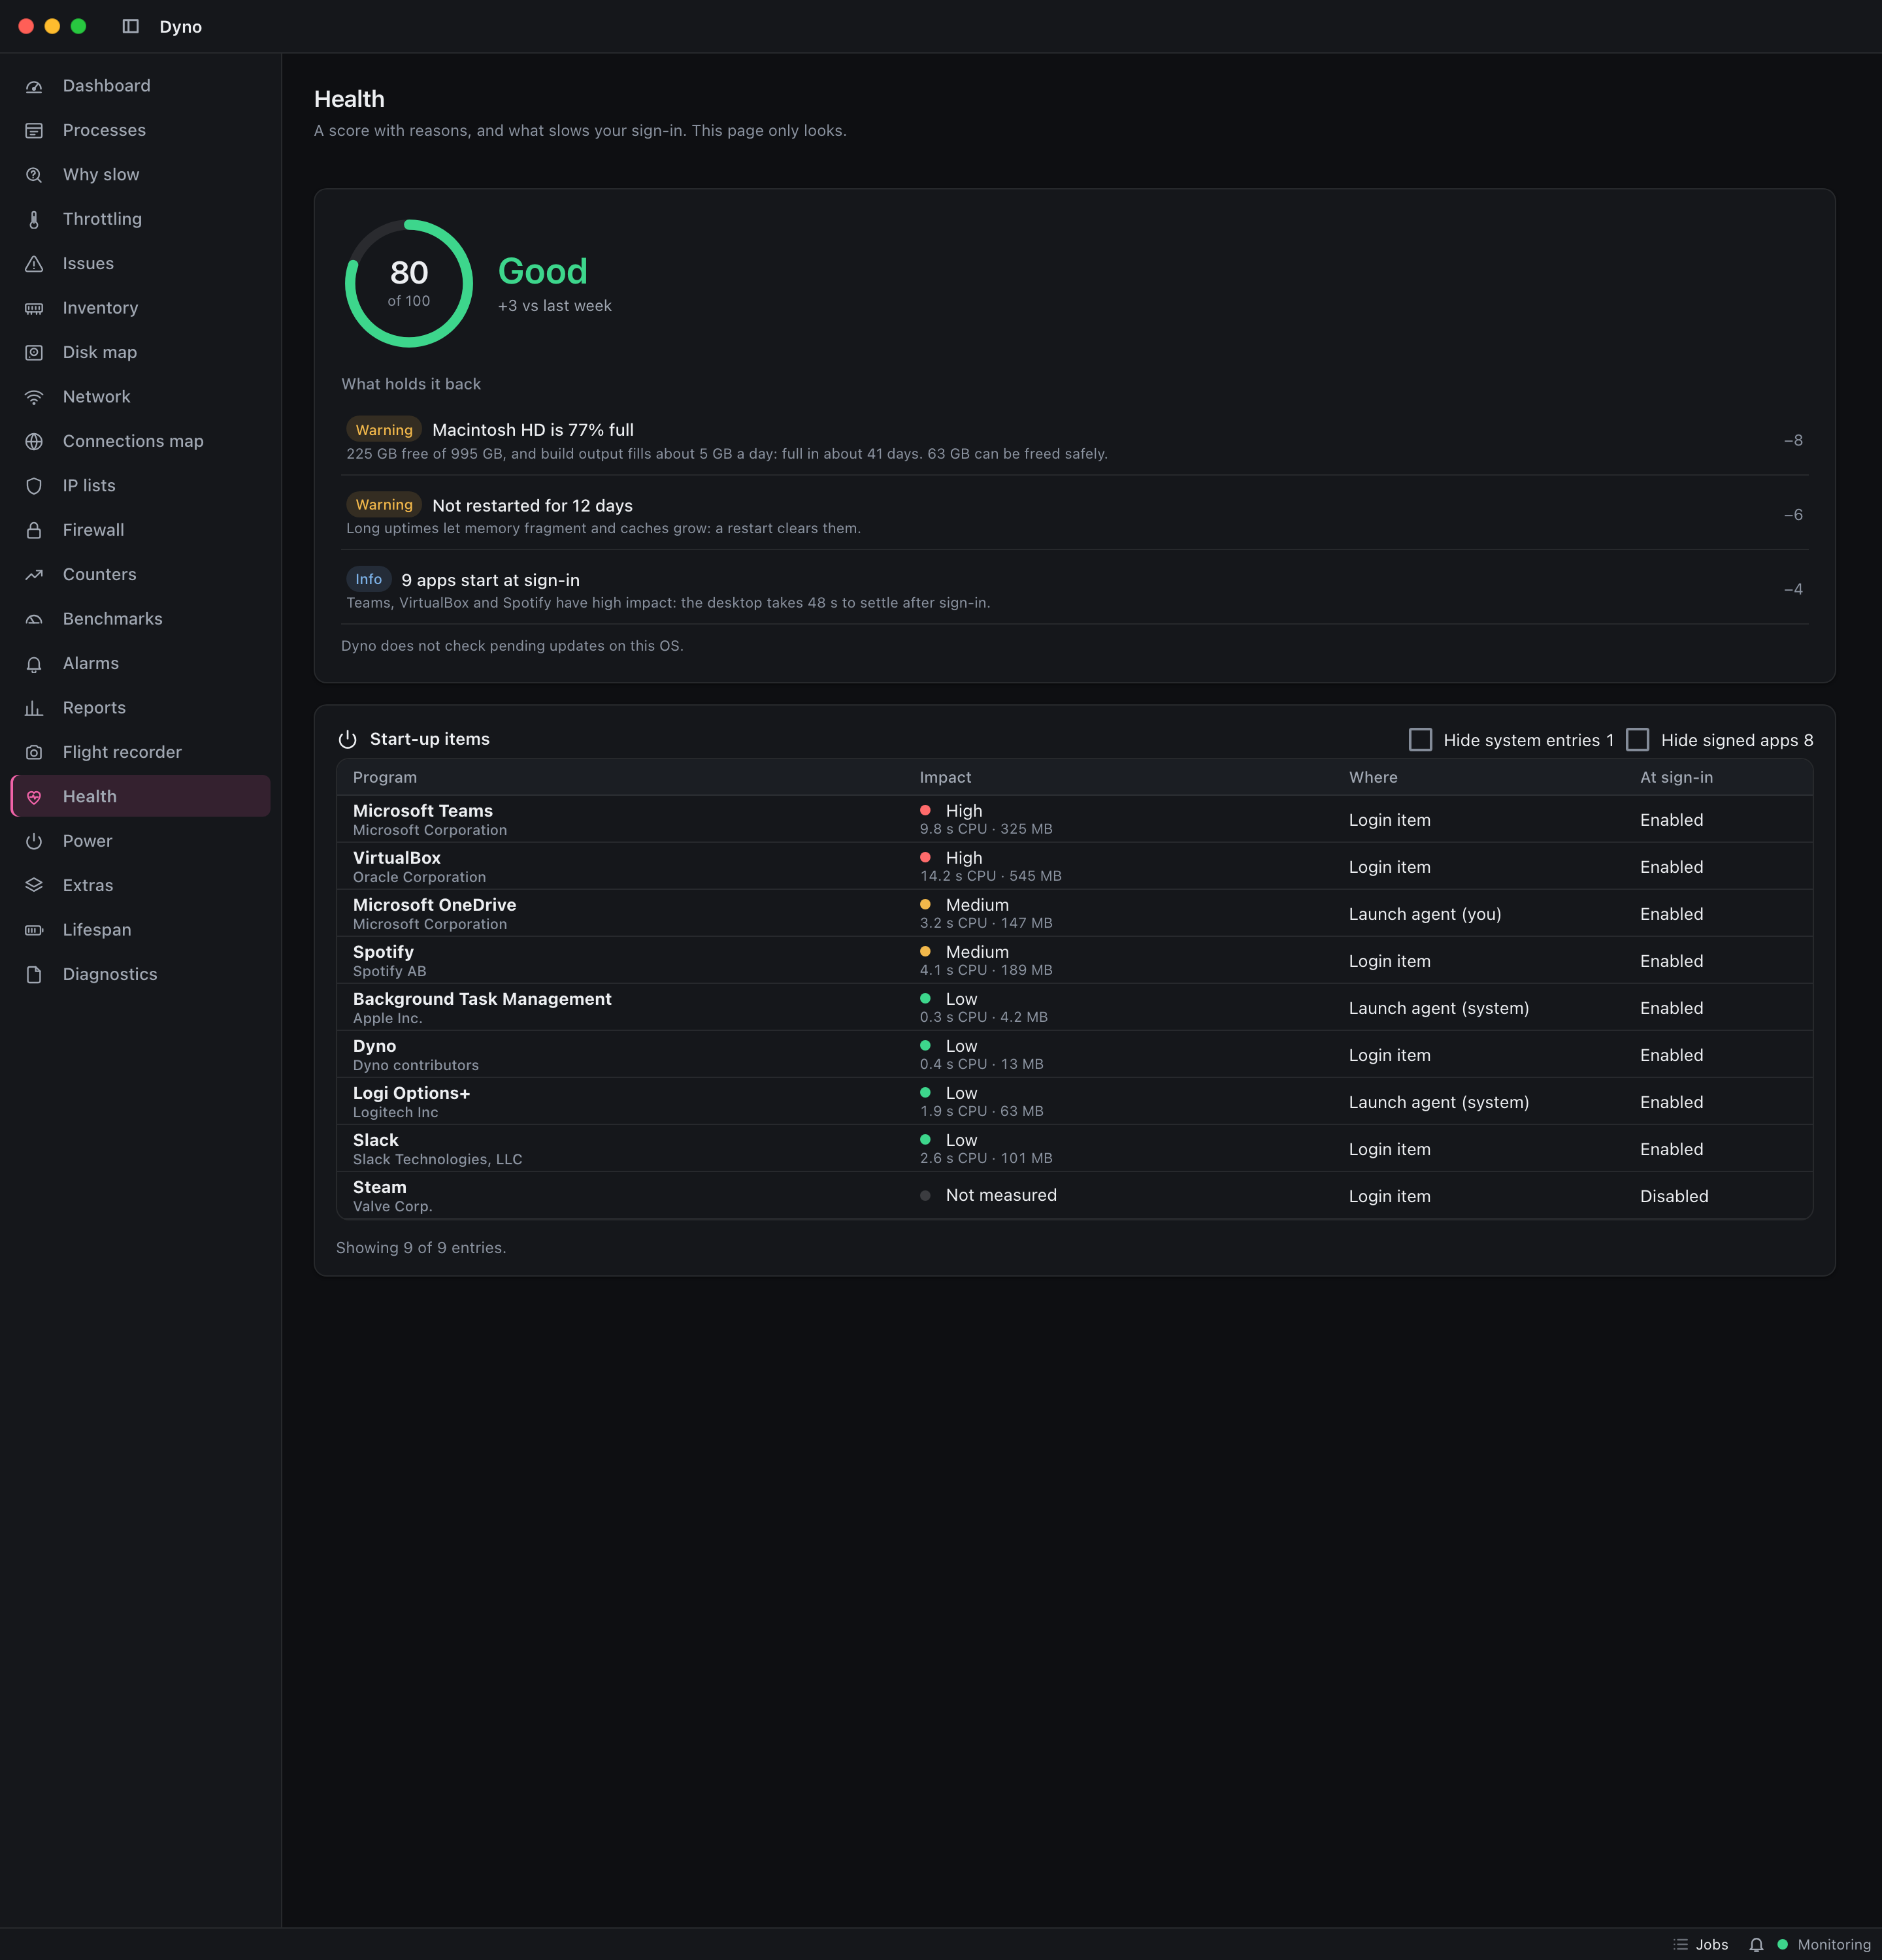 Dyno
Dashboard
Processes
Why slow
Throttling
Issues
Inventory
Disk map
Network
Connections map
IP lists
Firewall
Counters
Benchmarks
Alarms
Reports
Flight recorder
Health
Power
Extras
Lifespan
Diagnostics
Health
A score with reasons, and what slows your sign-in. This page only looks.
80
of 100
Good
+3 vs last week
What holds it back
Warning Macintosh HD is 77% full
225 GB free of 995 GB, and build output fills about 5 GB a day: full in about 41 days. 63 GB can be freed safely.
−8
Warning Not restarted for 12 days
Long uptimes let memory fragment and caches grow: a restart clears them.
−6
Info 9 apps start at sign-in
Teams, VirtualBox and Spotify have high impact: the desktop takes 48 s to settle after sign-in.
−4
Dyno does not check pending updates on this OS.
Start-up items
Hide system entries 1 Hide signed apps 8
Program Impact Where At sign-in
Microsoft Teams High
Microsoft Corporation 9.8 s CPU · 325 MB Login item Enabled
VirtualBox High
Oracle Corporation 14.2 s CPU · 545 MB Login item Enabled
Microsoft OneDrive Medium
Microsoft Corporation 3.2 s CPU · 147 MB Launch agent (you) Enabled
Spotify Medium
Spotify AB 4.1 s CPU · 189 MB Login item Enabled
Background Task Management Low
Apple Inc. 0.3 s CPU · 4.2 MB Launch agent (system) Enabled
Dyno Low
Dyno contributors 0.4 s CPU · 13 MB Login item Enabled
Logi Options+ Low
Logitech Inc 1.9 s CPU · 63 MB Launch agent (system) Enabled
Slack Low
Slack Technologies, LLC 2.6 s CPU · 101 MB Login item Enabled
Steam Not measured
Valve Corp. Login item Disabled
Showing 9 of 9 entries.
Jobs Monitoring